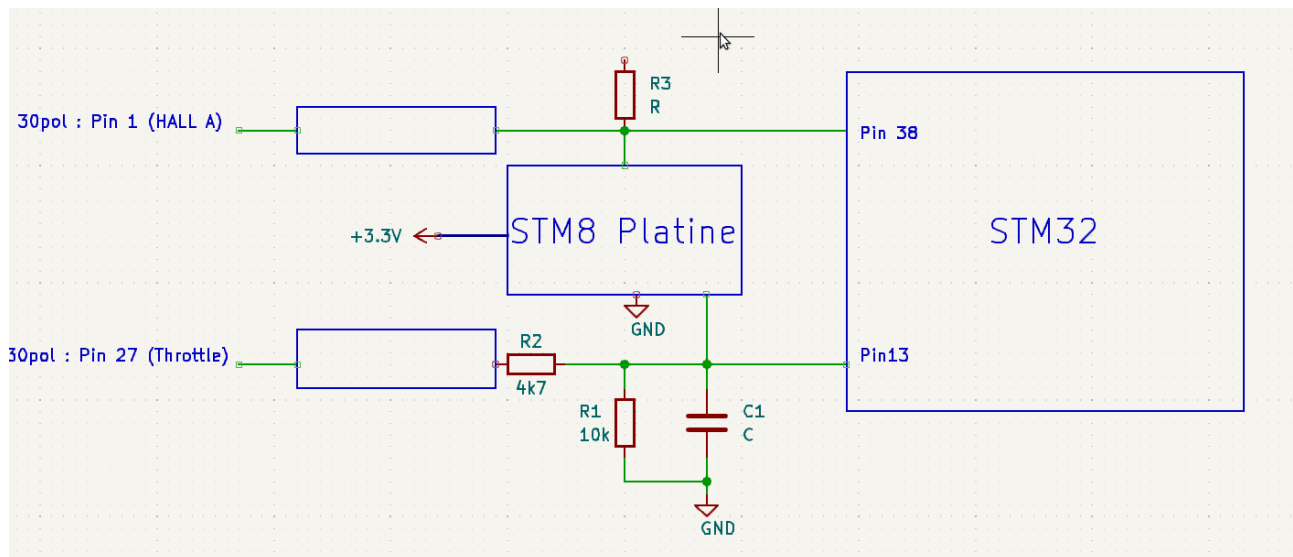 R3
R
30pol : Pin 1 (HALL A)
Pin 38
+3.3V
STM8 Platine
STM32
GND
30pol : Pin 27 (Throttle)
R2
4k7
Pin13
R1
10k
C1
C
GND